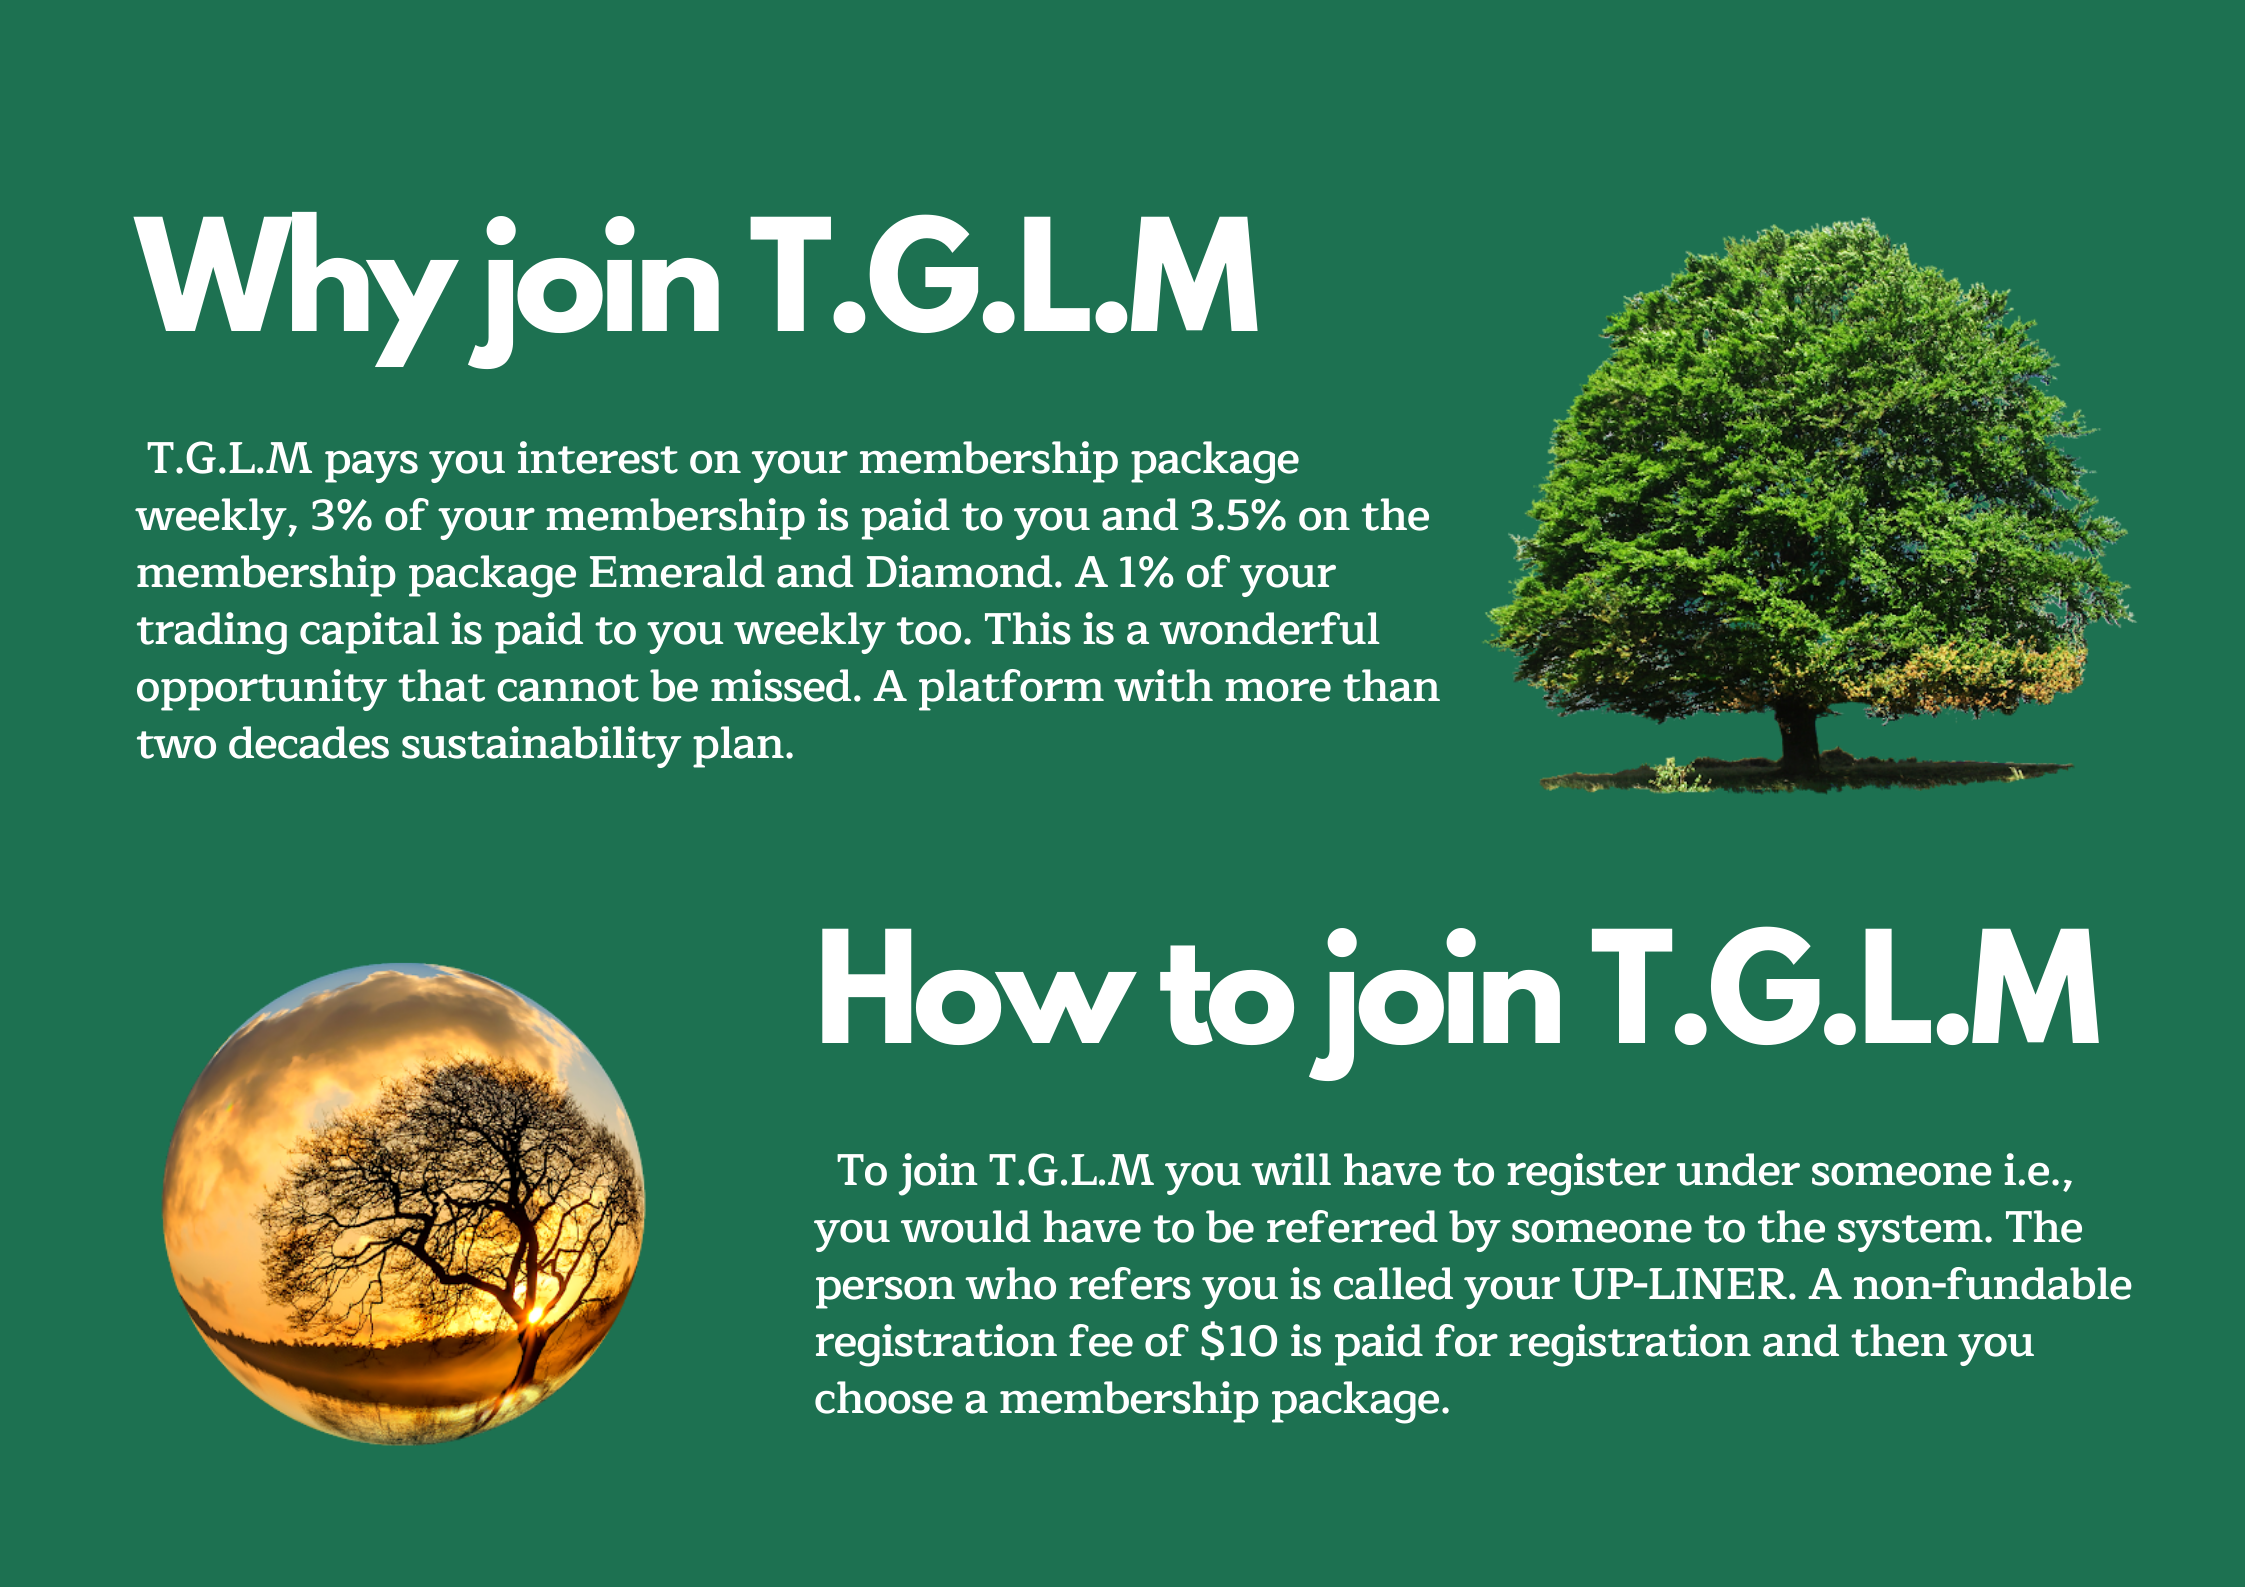 Why join T.G.L.M
T.G.L.M pays you interest on your membership package
weekly, 3% of your membership is paid to you and 3.5% on the
membership package Emerald and Diamond. A 1% of your
trading capital is paid to you weekly too. This is a wonderful
opportunity that cannot be missed. A platform with more than
two decades sustainability plan.
How to join T.G.L.M
To join T.G.L.M you will have to register under someone i.e.,
you would have to be referred by someone to the system. The
person who refers you is called your UP-LINER. A non-fundable
registration fee of $10 is paid for registration and then you
choose a membership package.